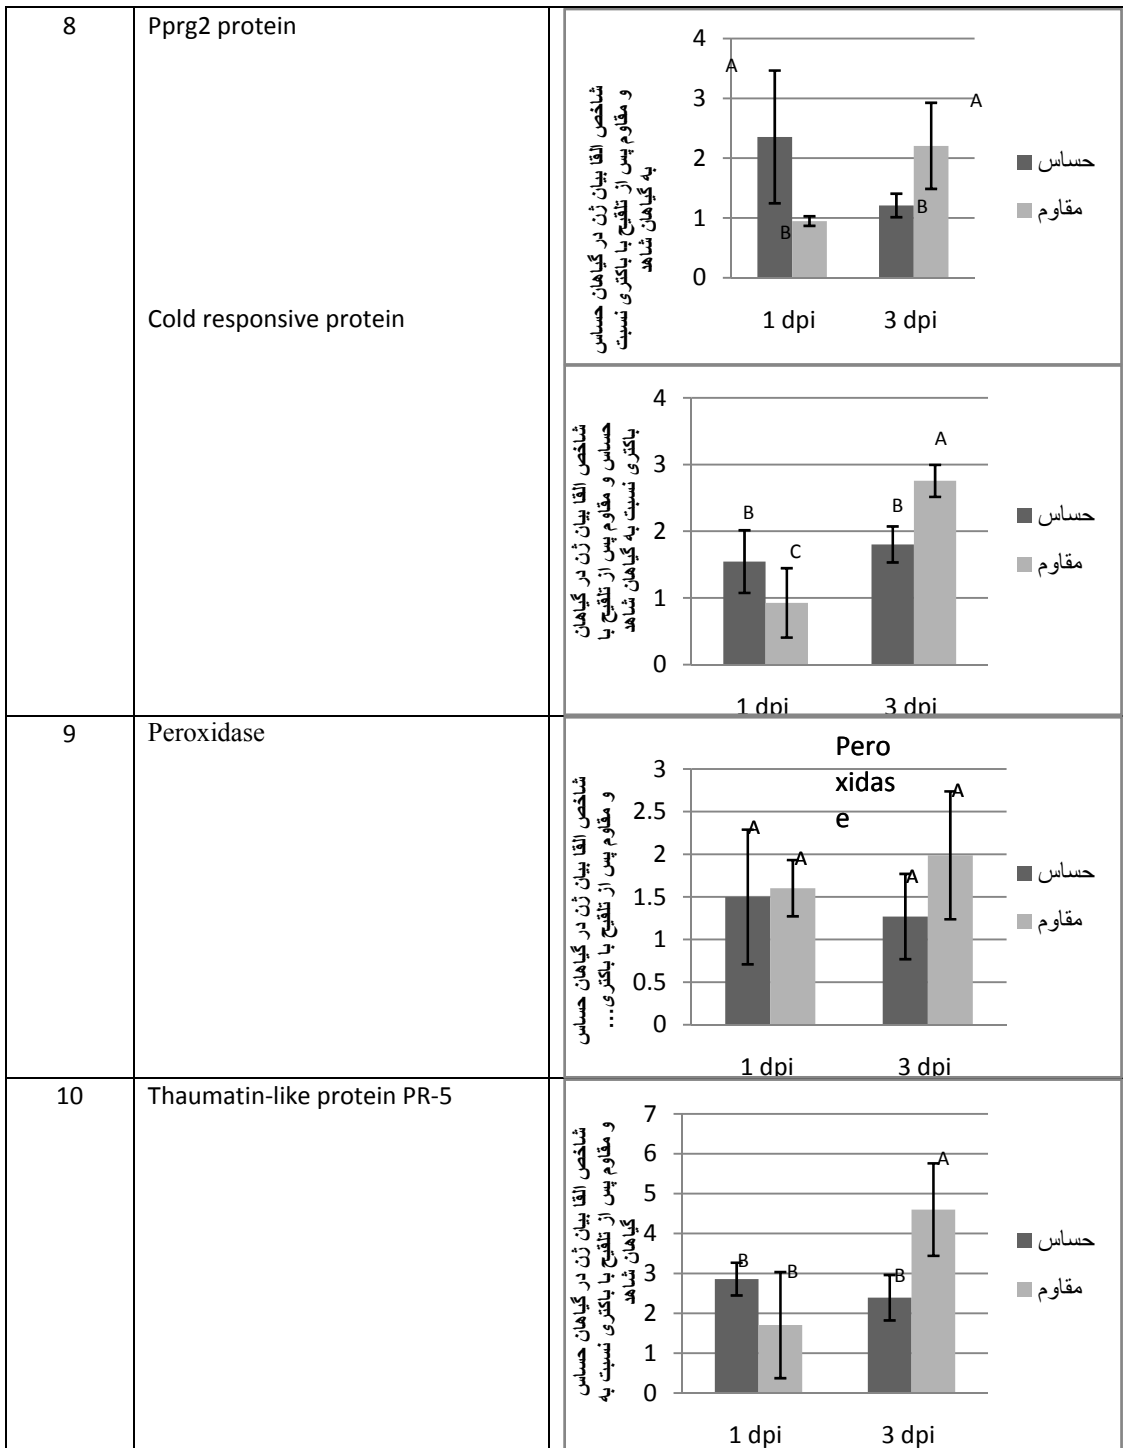 8
Pprg2 protein
Cold responsive protein
شاخص القا بیان ژن در گیاهان حساس
و مقاوم پس از تلقیح با باکتری نسبت
به گیاهان شاهد
4
3
2
1
0
A
B
B
A
1 dpi
3 dpi
حساس
مقاوم
شاخص القا بیان ژن در گیاهان
حساس و مقاوم پس از تلقیح با
باکتری نسبت به گیاهان شاهد
4
3
2
1
0
B
C
B
A
1 dpi
3 dpi
حساس
مقاوم
9
Peroxidase
شاخص القا بیان ژن در گیاهان حساس
و مقاوم پس از تلقیح با باکتری...
Pero
xidas
e
3
2.5
2
1.5
1
0.5
0
A
A
A
A
1 dpi
3 dpi
حساس
مقاوم
10
Thaumatin-like protein PR-5
شاخص القا بیان ژن در گیاهان حساس
و مقاوم پس از تلقیح با باکتری نسبت به
گیاهان شاهد
7
6
5
4
3
2
1
0
B
B
B
A
1 dpi
3 dpi
حساس
مقاوم